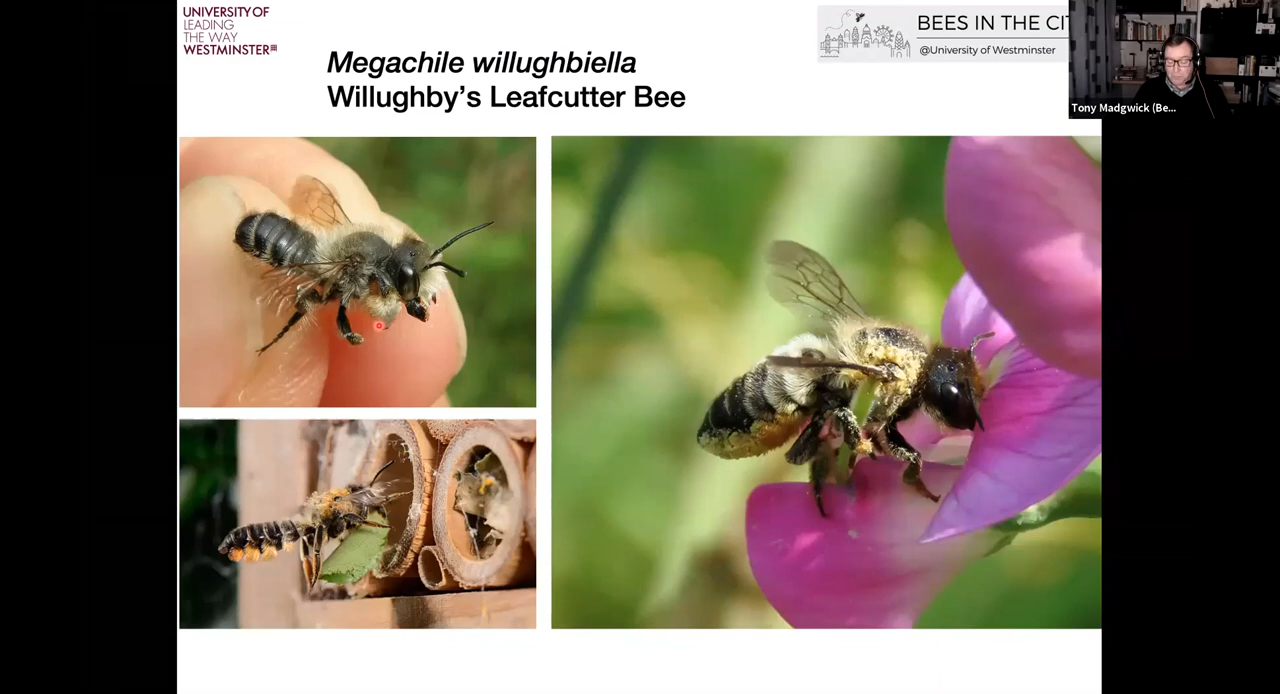 UNIVERSITY OF
LEADING
THE WAY
WESTMINSTER
Megachile willughbiella
Willughby's Leafcutter Bee
BEES IN THE CIT
@University of Westminster
Tony Madgwick (Be...